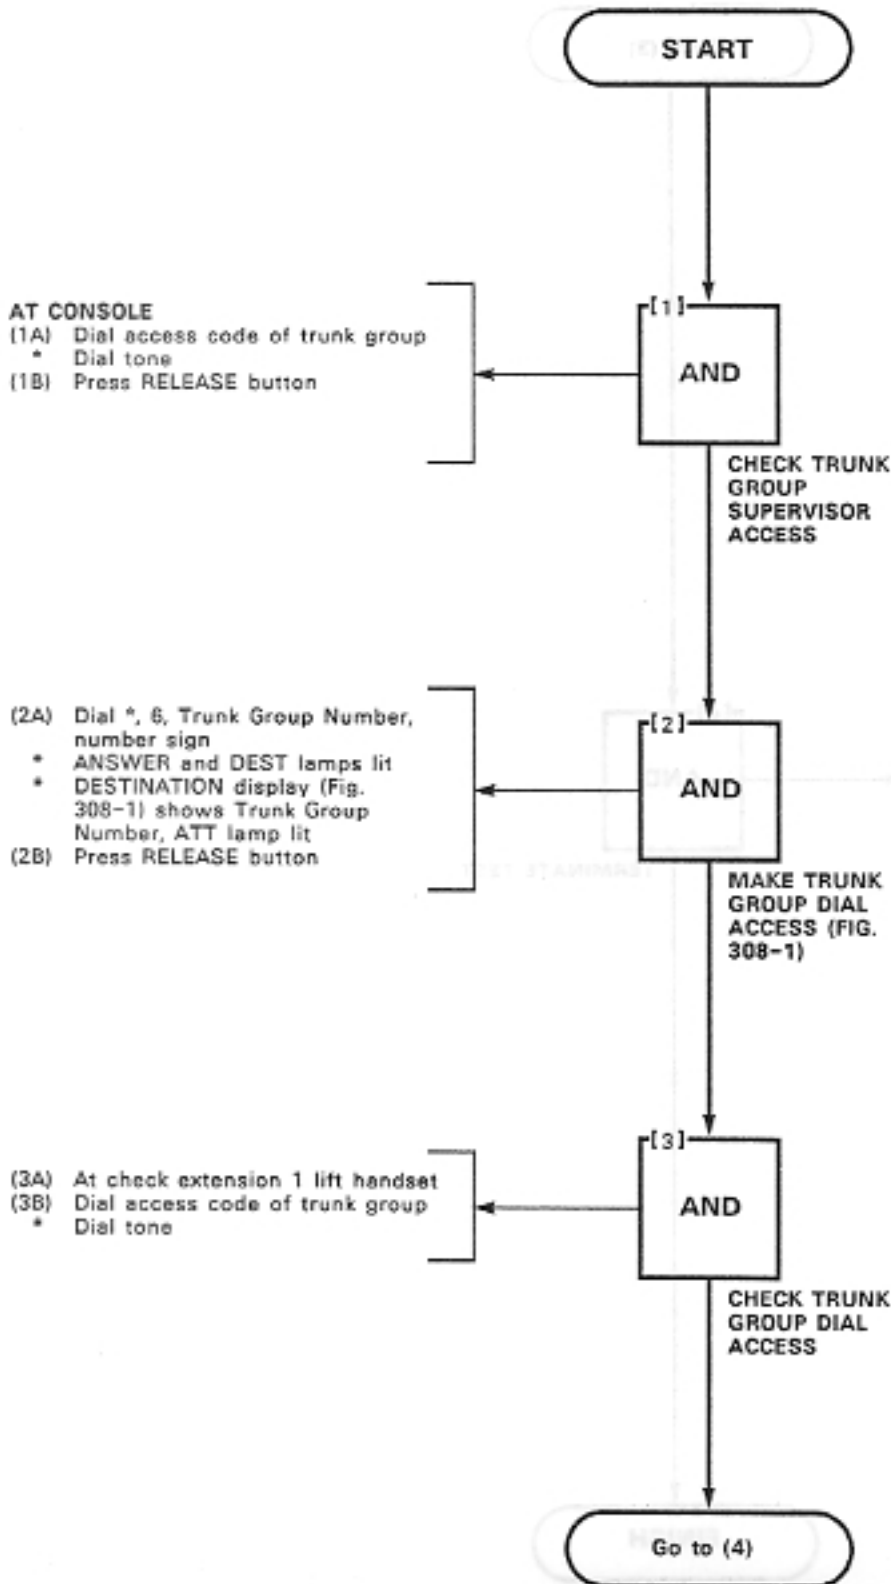 START
AT CONSOLE
(1A) Dial access code of trunk group
* Dial tone
(1B) Press RELEASE button
[1]
AND
CHECK TRUNK
GROUP
SUPERVISOR
ACCESS
(2A) Dial *, 6, Trunk Group Number,
number sign
* ANSWER and DEST lamps lit
* DESTINATION display (Fig.
308-1) shows Trunk Group
Number, ATT lamp lit
(2B) Press RELEASE button
[2]
AND
MAKE TRUNK
GROUP DIAL
ACCESS (FIG.
308-1)
(3A) At check extension 1 lift handset
(3B) Dial access code of trunk group
* Dial tone
[3]
AND
CHECK TRUNK
GROUP DIAL
ACCESS
Go to (4)